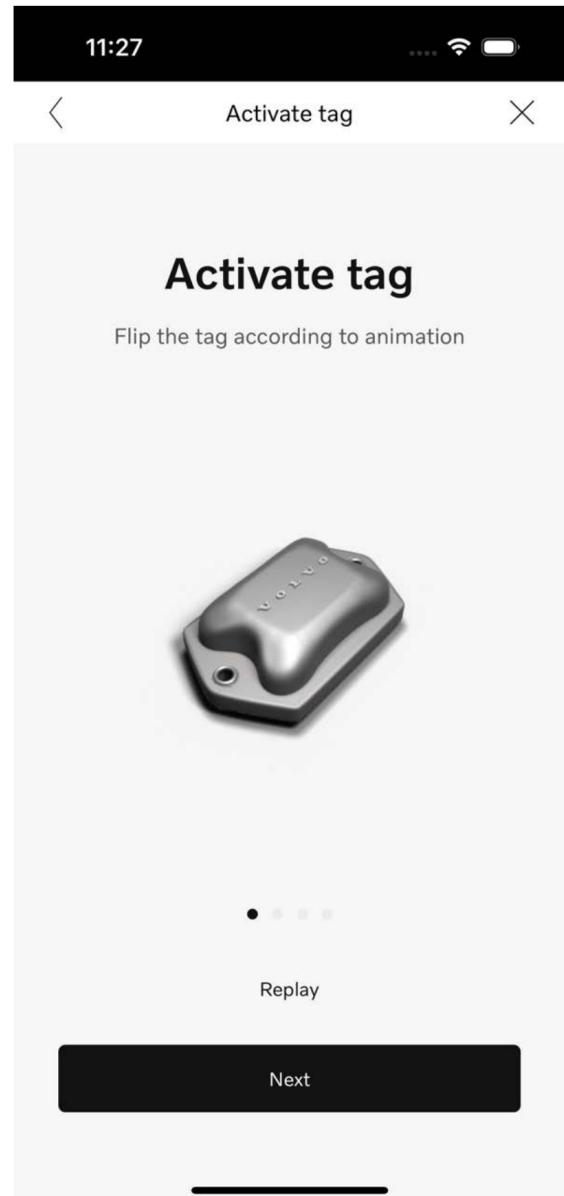 11:27
Activate tag
Activate tag
Flip the tag according to animation
VOLVO
Replay
Next